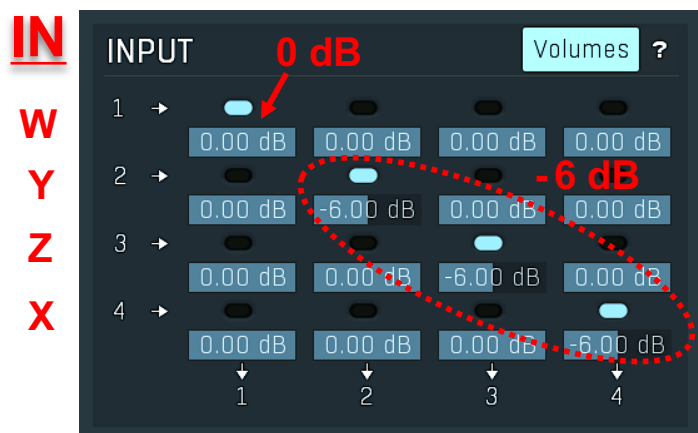 IN
INPUT 0 dB Volumes ?
W 1 →
0.00 dB 0.00 dB 0.00 dB 0.00 dB
Y 2 → -6 dB
0.00 dB -6.00 dB 0.00 dB 0.00 dB
Z 3 →
0.00 dB 0.00 dB -6.00 dB 0.00 dB
X 4 →
0.00 dB 0.00 dB 0.00 dB -6.00 dB
1 2 3 4